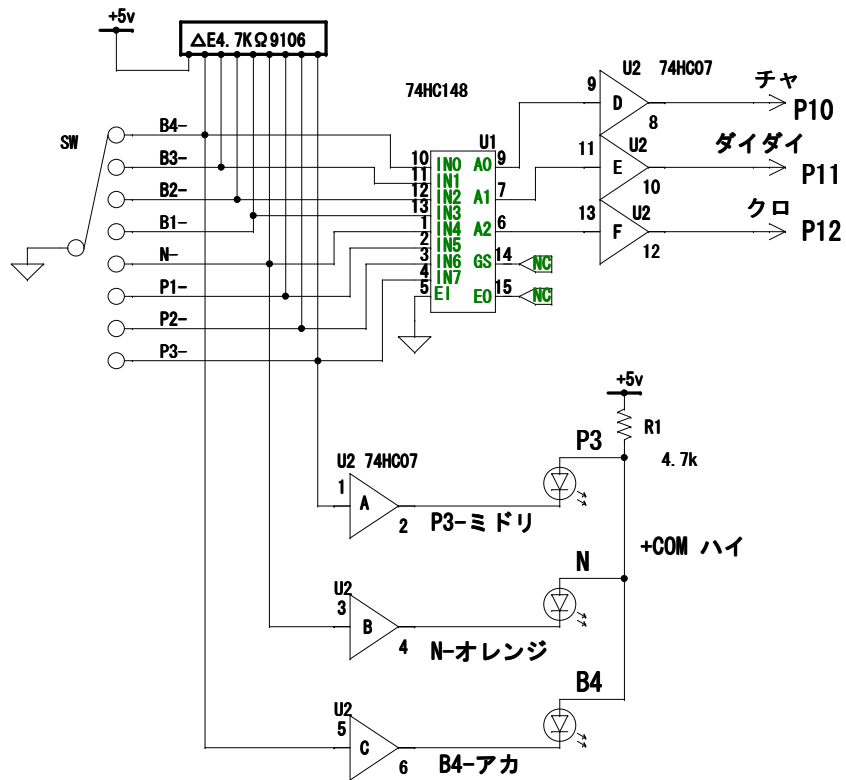 +5v
△E4.7KΩ9106
74HC148
U2 74HC07
チャ
9
D
8
P10
SW
B4-
B3-
B2-
B1-
N-
P1-
P2-
P3-
U1
10 IN0 A0 9
11 IN1
12 IN2 A1 7
13 IN3
1 IN4 A2 6
2 IN5
3 IN6 GS 14 NC
4 IN7
5 EI EO 15 NC
ダイダイ
11
U2
E
10
P11
クロ
13
U2
F
12
P12
+5v
R1
4.7k
U2 74HC07
1
A
2
P3-ミドリ
P3
+COM ハイ
U2
3
B
4
N-オレンジ
N
U2
5
C
6
B4-アカ
B4